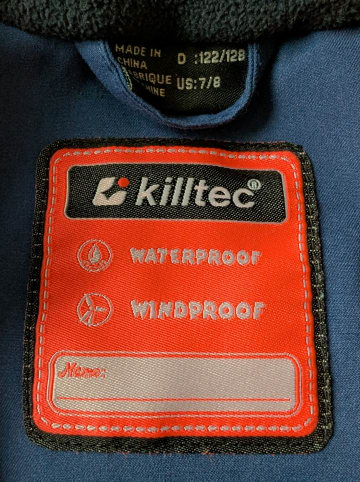 MADE IN D :122/128
CHINA
FABRIQUE US:7/8
CHINE
killtec®
WATERPROOF
WINDPROOF
Name: